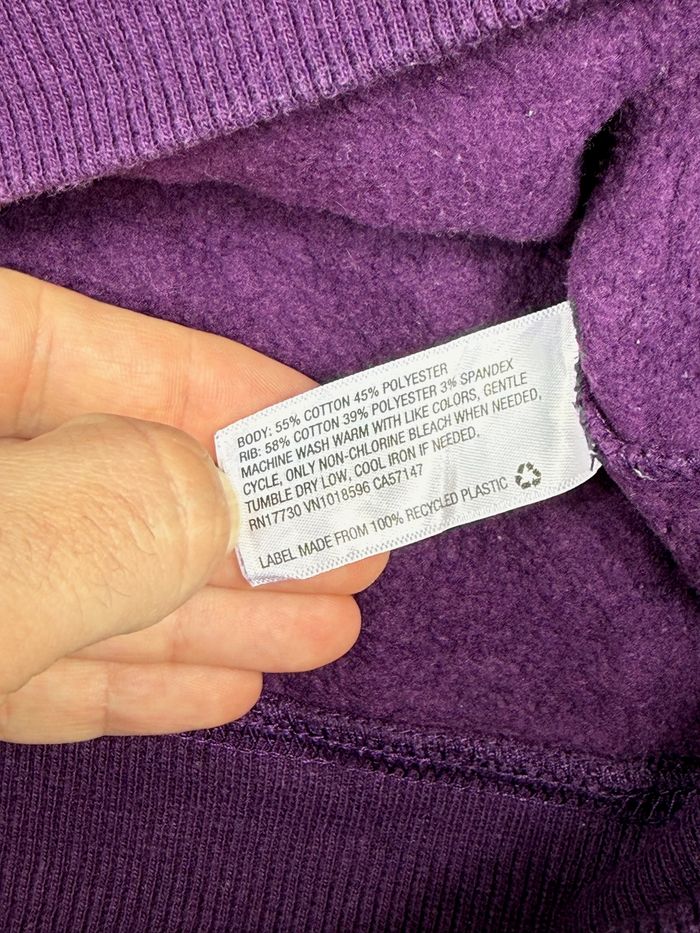 BODY: 55% COTTON 45% POLYESTER
RIB: 58% COTTON 39% POLYESTER 3% SPANDEX
MACHINE WASH WARM WITH LIKE COLORS, GENTLE
CYCLE, ONLY NON-CHLORINE BLEACH WHEN NEEDED,
TUMBLE DRY LOW, COOL IRON IF NEEDED.
RN17730 VN1018596 CA57147
LABEL MADE FROM 100% RECYCLED PLASTIC